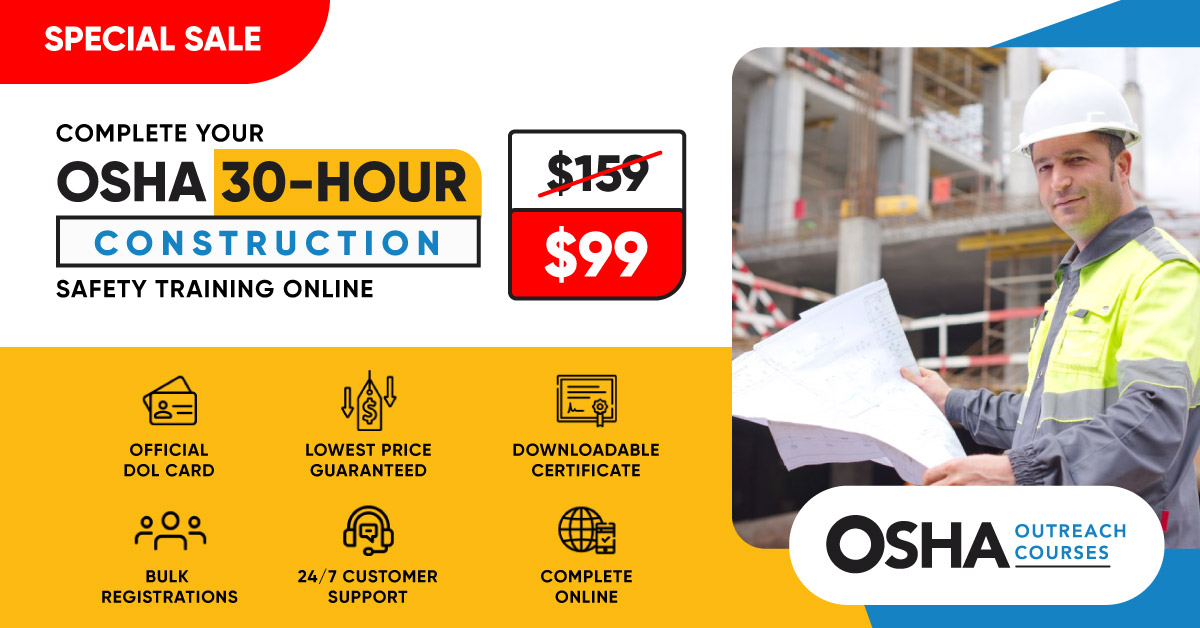 SPECIAL SALE
COMPLETE YOUR
OSHA 30-HOUR
CONSTRUCTION
SAFETY TRAINING ONLINE
$159
$99
OFFICIAL
DOL CARD
LOWEST PRICE
GUARANTEED
DOWNLOADABLE
CERTIFICATE
BULK
REGISTRATIONS
24/7 CUSTOMER
SUPPORT
COMPLETE
ONLINE
OSHA OUTREACH
COURSES